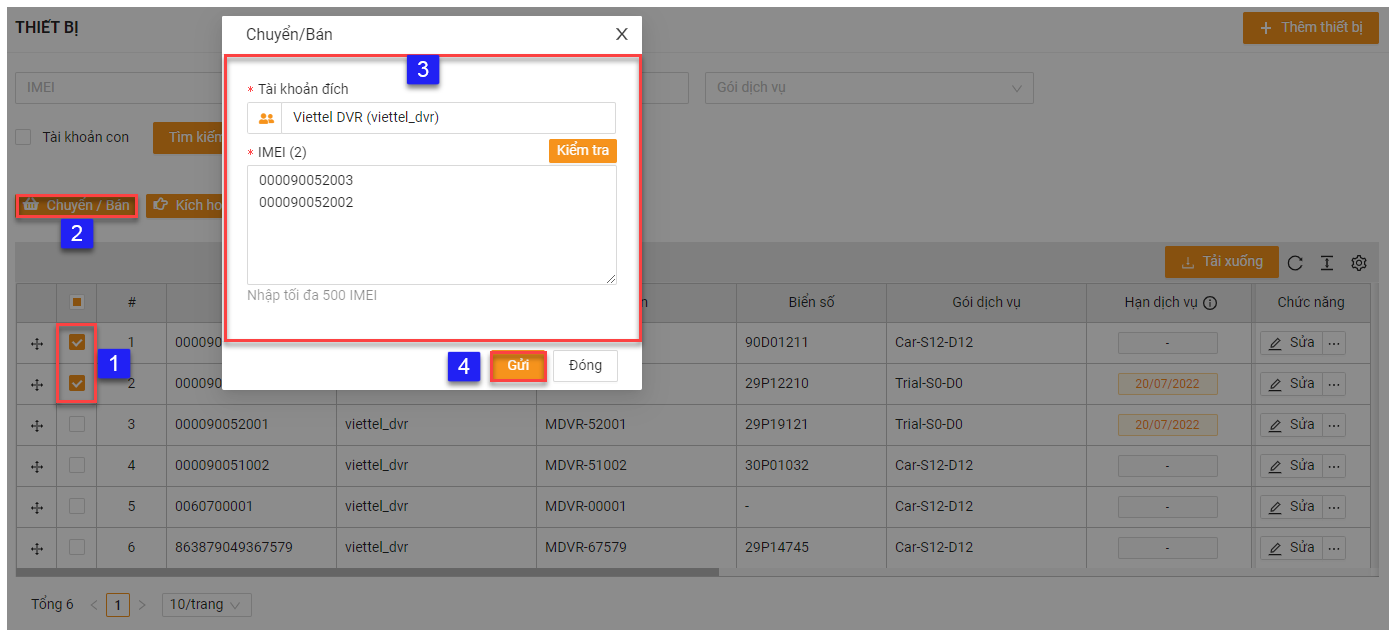 THIẾT BỊ
+ Thêm thiết bị
Chuyển/Bán
X
3
IMEI
* Tài khoản đích
Gói dịch vụ
Viettel DVR (viettel_dvr)
Tài khoản con
Tìm kiếm
* IMEI (2)
Kiểm tra
000090052003
000090052002
Chuyển / Bán
Kích ho
2
Tải xuống
Nhập tối đa 500 IMEI
#
n
Biển số
Gói dịch vụ
Hạn dịch vụ
Chức năng
1
1
00009
90D01211
Car-S12-D12
-
Sửa
...
4
Gửi
Đóng
2
00009
29P12210
Trial-S0-D0
20/07/2022
Sửa
...
3
000090052001
viettel_dvr
MDVR-52001
29P19121
Trial-S0-D0
20/07/2022
Sửa
...
4
000090051002
viettel_dvr
MDVR-51002
30P01032
Car-S12-D12
-
Sửa
...
5
0060700001
viettel_dvr
MDVR-00001
-
Car-S12-D12
-
Sửa
...
6
863879049367579
viettel_dvr
MDVR-67579
29P14745
Car-S12-D12
-
Sửa
...
Tổng 6
<
1
>
10/trang